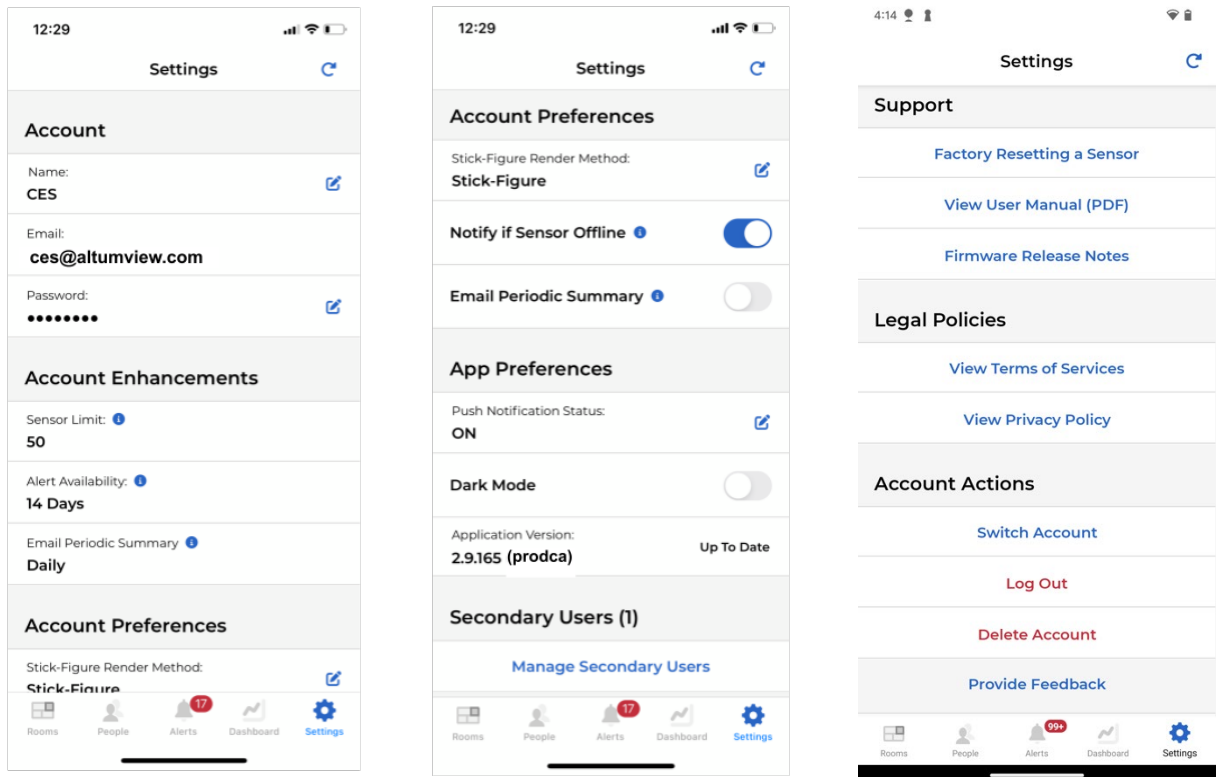 12:29
Settings
Account
Name:
CES
Email:
ces@altumview.com
Password:
••••••••
Account Enhancements
Sensor Limit:
50
Alert Availability:
14 Days
Email Periodic Summary
Daily
Account Preferences
Stick-Figure Render Method:
Stick-Figure
17
Rooms People Alerts Dashboard Settings
12:29
Settings
Account Preferences
Stick-Figure Render Method:
Stick-Figure
Notify if Sensor Offline
Email Periodic Summary
App Preferences
Push Notification Status:
ON
Dark Mode
Application Version:
2.9.165 (prodca) Up To Date
Secondary Users (1)
Manage Secondary Users
17
Rooms People Alerts Dashboard Settings
4:14
Settings
Support
Factory Resetting a Sensor
View User Manual (PDF)
Firmware Release Notes
Legal Policies
View Terms of Services
View Privacy Policy
Account Actions
Switch Account
Log Out
Delete Account
Provide Feedback
99+
Rooms People Alerts Dashboard Settings